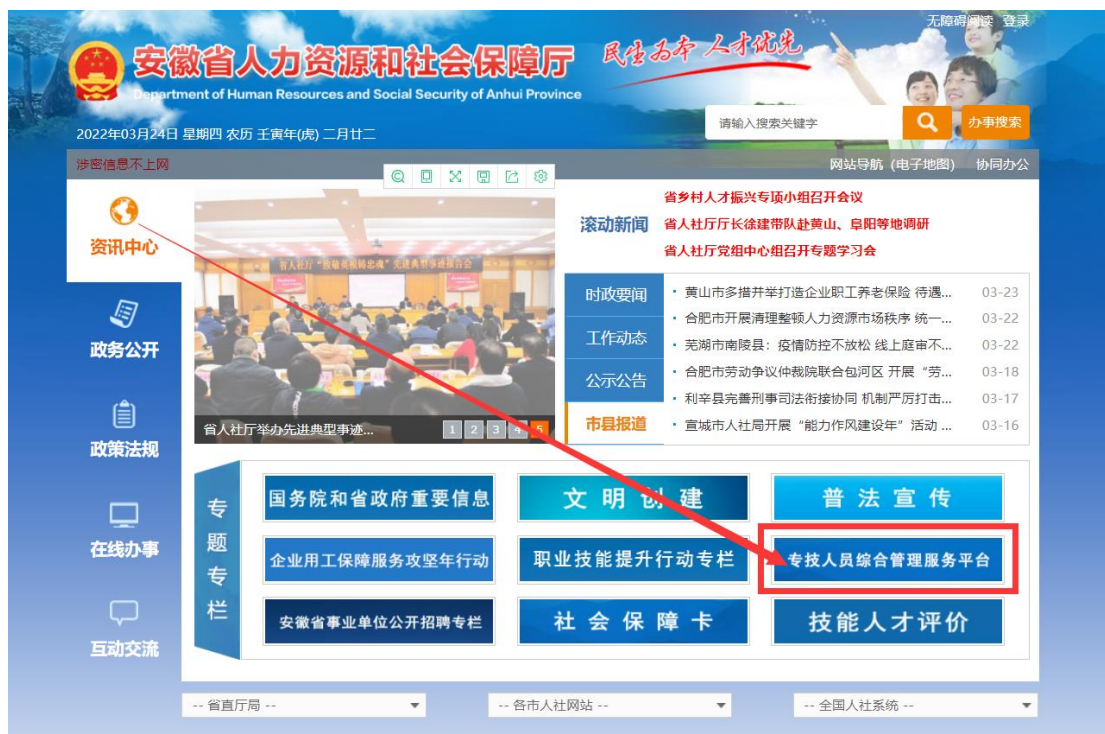 无障碍阅读 登录
安徽省人力资源和社会保障厅
Department of Human Resources and Social Security of Anhui Province
民生为本 人才优先
2022年03月24日 星期四 农历 壬寅年(虎) 二月廿二
请输入搜索关键字
办事搜索
涉密信息不上网
网站导航 (电子地图) 协同办公
资讯中心
政务公开
政策法规
在线办事
互动交流
省人社厅“致敬英模铸忠魂”先进典型事迹报告会
省人社厅举办先进典型事迹...
1 2 3 4 5
滚动新闻
省乡村人才振兴专项小组召开会议
省人社厅厅长徐建带队赴黄山、阜阳等地调研
省人社厅党组中心组召开专题学习会
时政要闻
工作动态
公示公告
市县报道
· 黄山市多措并举打造企业职工养老保险 待遇... 03-23
· 合肥市开展清理整顿人力资源市场秩序 统一... 03-22
· 芜湖市南陵县：疫情防控不放松 线上庭审不... 03-22
· 合肥市劳动争议仲裁院联合包河区 开展“劳... 03-18
· 利辛县完善刑事司法衔接协同 机制严厉打击... 03-17
· 宣城市人社局开展“能力作风建设年”活动 ... 03-16
专题专栏
国务院和省政府重要信息
文明创建
普法宣传
企业用工保障服务攻坚年行动
职业技能提升行动专栏
专技人员综合管理服务平台
安徽省事业单位公开招聘专栏
社会保障卡
技能人才评价
-- 省直厅局 --
-- 各市人社网站 --
-- 全国人社系统 --